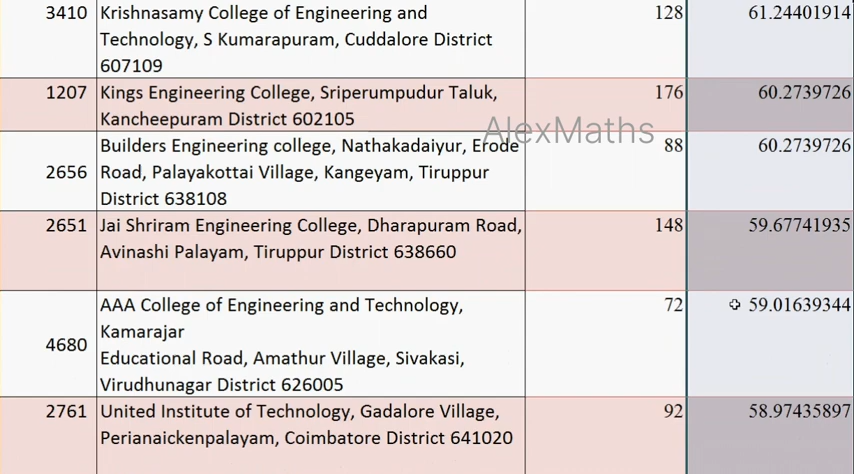 3410 Krishnasamy College of Engineering and 128 61.24401914
Technology, S Kumarapuram, Cuddalore District
607109
1207 Kings Engineering College, Sriperumpudur Taluk, 176 60.2739726
Kancheepuram District 602105
AlexMaths
Builders Engineering college, Nathakadaiyur, Erode 88 60.2739726
2656 Road, Palayakottai Village, Kangeyam, Tiruppur
District 638108
2651 Jai Shriram Engineering College, Dharapuram Road, 148 59.67741935
Avinashi Palayam, Tiruppur District 638660
AAA College of Engineering and Technology, 72 59.01639344
Kamarajar
4680 Educational Road, Amathur Village, Sivakasi,
Virudhunagar District 626005
2761 United Institute of Technology, Gadalore Village, 92 58.97435897
Perianaickenpalayam, Coimbatore District 641020